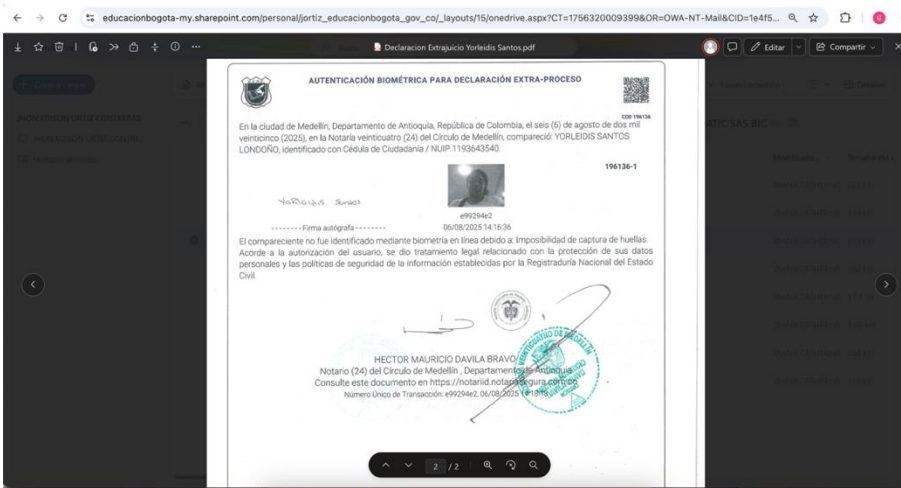 educacionbogota-my.sharepoint.com/personal/jortiz_educacionbogota_gov_co/_layouts/15/onedrive.aspx?CT=1756320009399&OR=OWA-NT-Mail&CID=1e4f5...
Declaracion Extrajuicio Yorleidis Santos.pdf
Editar
Compartir
AUTENTICACIÓN BIOMÉTRICA PARA DECLARACIÓN EXTRA-PROCESO
COD 196136
En la ciudad de Medellín, Departamento de Antioquia, República de Colombia, el seis (6) de agosto de dos mil
veinticinco (2025), en la Notaría veinticuatro (24) del Círculo de Medellín, compareció: YORLEIDIS SANTOS
LONDOÑO, identificado con Cédula de Ciudadanía / NUIP 1193643540.
196136-1
e99294e2
--------Firma autógrafa--------
06/08/2025 14:16:36
El compareciente no fue identificado mediante biometría en línea debido a: Imposibilidad de captura de huellas.
Acorde a la autorización del usuario, se dio tratamiento legal relacionado con la protección de sus datos
personales y las políticas de seguridad de la información establecidas por la Registraduría Nacional del Estado
Civil.
HECTOR MAURICIO DAVILA BRAVO
Notario (24) del Círculo de Medellín , Departamento de Antioquia
Consulte este documento en https://notariid.notariasegura.com.co
Número Único de Transacción: e99294e2, 06/08/2025
2 / 2